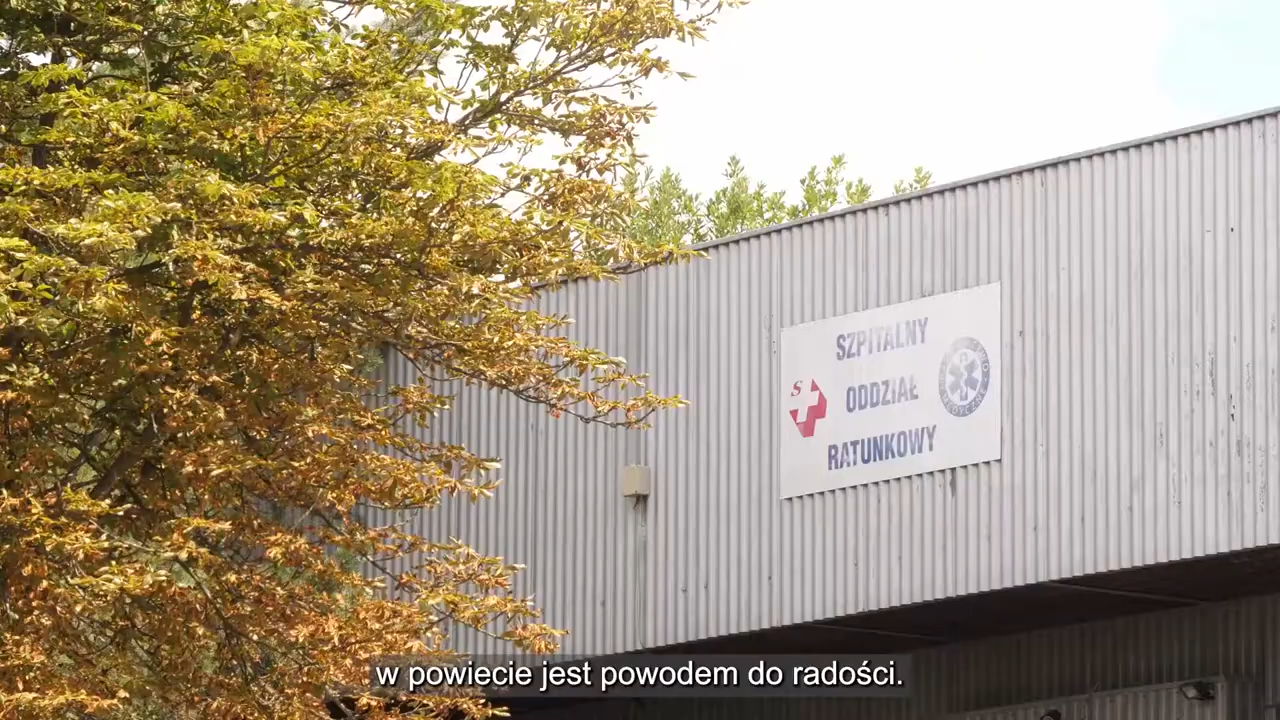 SZPITALNY
S
ODDZIAŁ
RATUNKOWY
w powiecie jest powodem do radości.